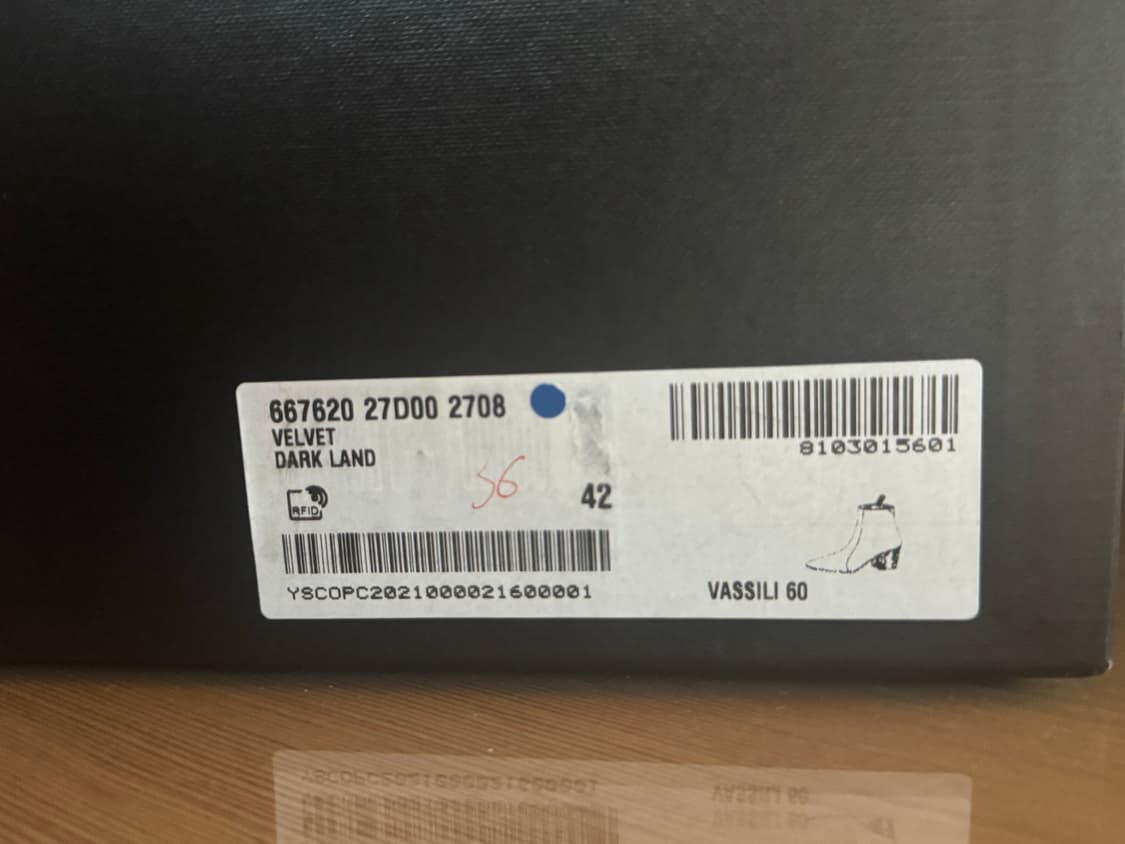 667620 27D00 2708
VELVET
DARK LAND
RFID
56
42
YSCOPC2021000021600001
8103015601
VASSILI 60